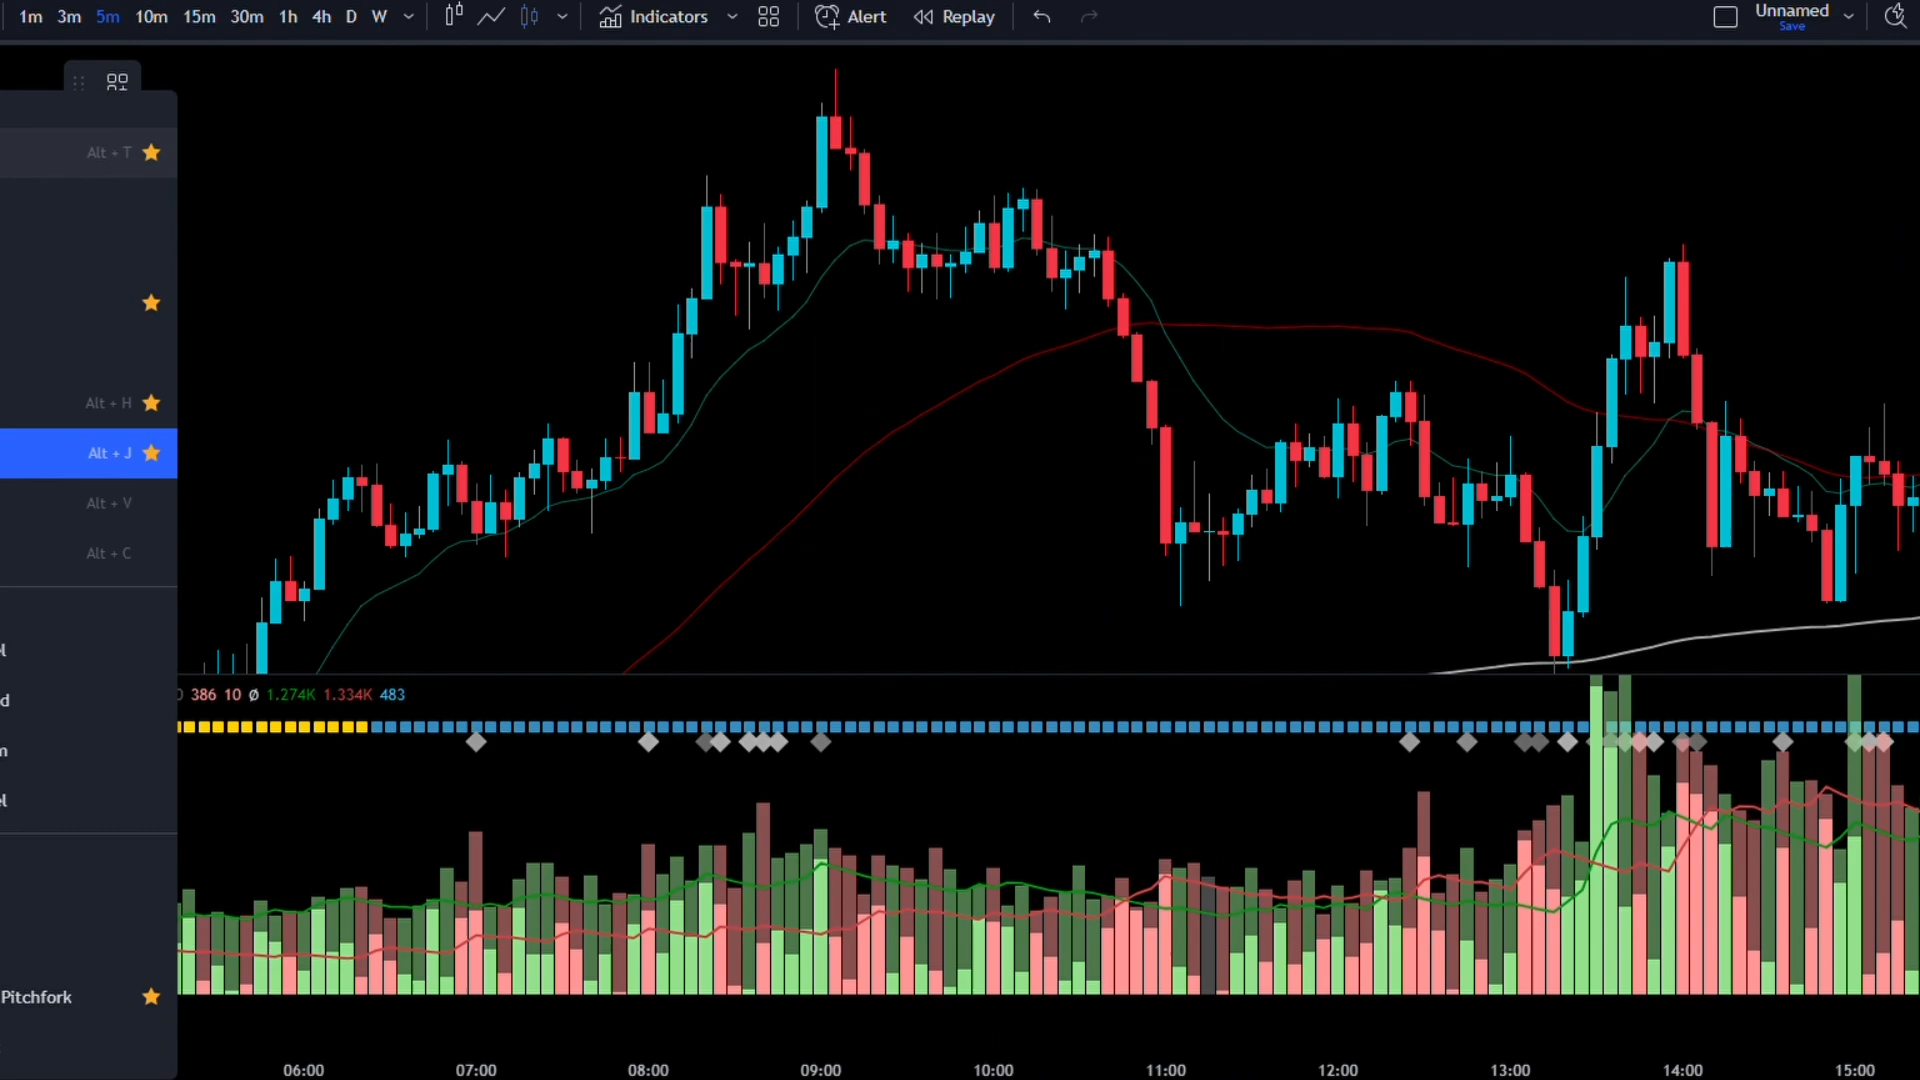 1m 3m 5m 10m 15m 30m 1h 4h D W Indicators Alert Replay Unnamed
Save
Alt + T
Alt + H
Alt + J
Alt + V
Alt + C
386 10 Ø 1.274K 1.334K 483
Pitchfork
06:00 07:00 08:00 09:00 10:00 11:00 12:00 13:00 14:00 15:00